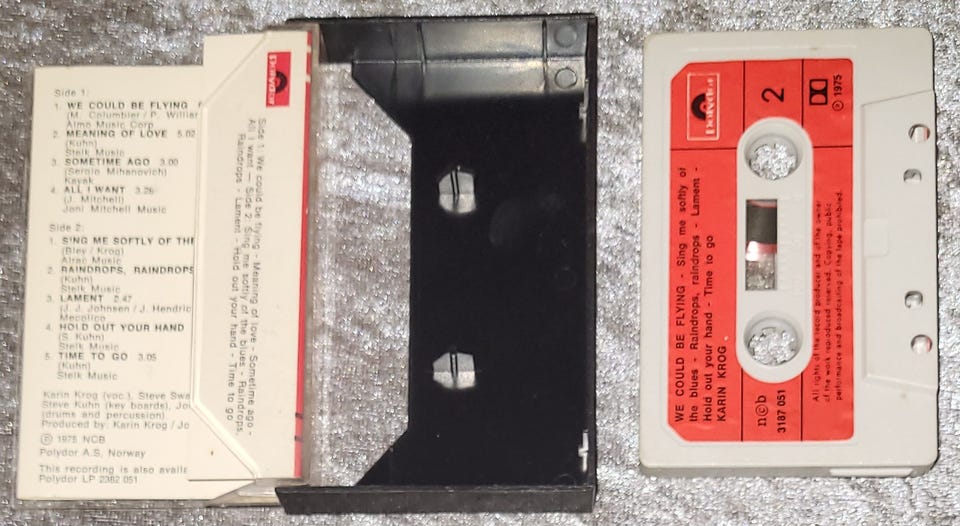 Side 1:
1. WE COULD BE FLYING
(M. Columbier / P. Williar
Almo Music Corp
2. MEANING OF LOVE 5.02
(Kuhn)
Steik Music
3. SOMETIME AGO 3.00
(Sergio Mihanovich)
Kavak
4. ALL I WANT 3.26
(J. Mitchell)
Joni Mitchell Music
Side 2:
1. SING ME SOFTLY OF THE
(Bley / Krog)
Alrac Music
2. RAINDROPS, RAINDROPS
(Kuhn)
Steik Music
3. LAMENT 2.47
(J. J. Johnsen / J. Hendric
Mecolico
4. HOLD OUT YOUR HAND
(S. Kuhn)
Steik Music
5. TIME TO GO 3.05
(Kuhn)
Steik Music
Karin Krog (voc.), Steve Swa
Steve Kuhn (key boards), Jo
(drums and percussion)
Produced by: Karin Krog / Jo
Ⓟ 1975 NCB
Polydor A.S, Norway
This recording is also availa
Polydor LP 2382 051
Polydor
Side 1: We could be flying - Meaning of love - Sometime ago -
All I want — Side 2: Sing me softly of the blues - Raindrops,
Raindrops - Lament - Hold out your hand - Time to go
Polydor
2
Ⓟ 1975
WE COULD BE FLYING - Sing me softly of
the blues - Raindrops, raindrops - Lament -
Hold out your hand - Time to go
KARIN KROG
n©b
3187 051
All rights of the record producer and of the owner
of the work reproduced reserved. Copying, public
performance and broadcasting of the tape prohibited.